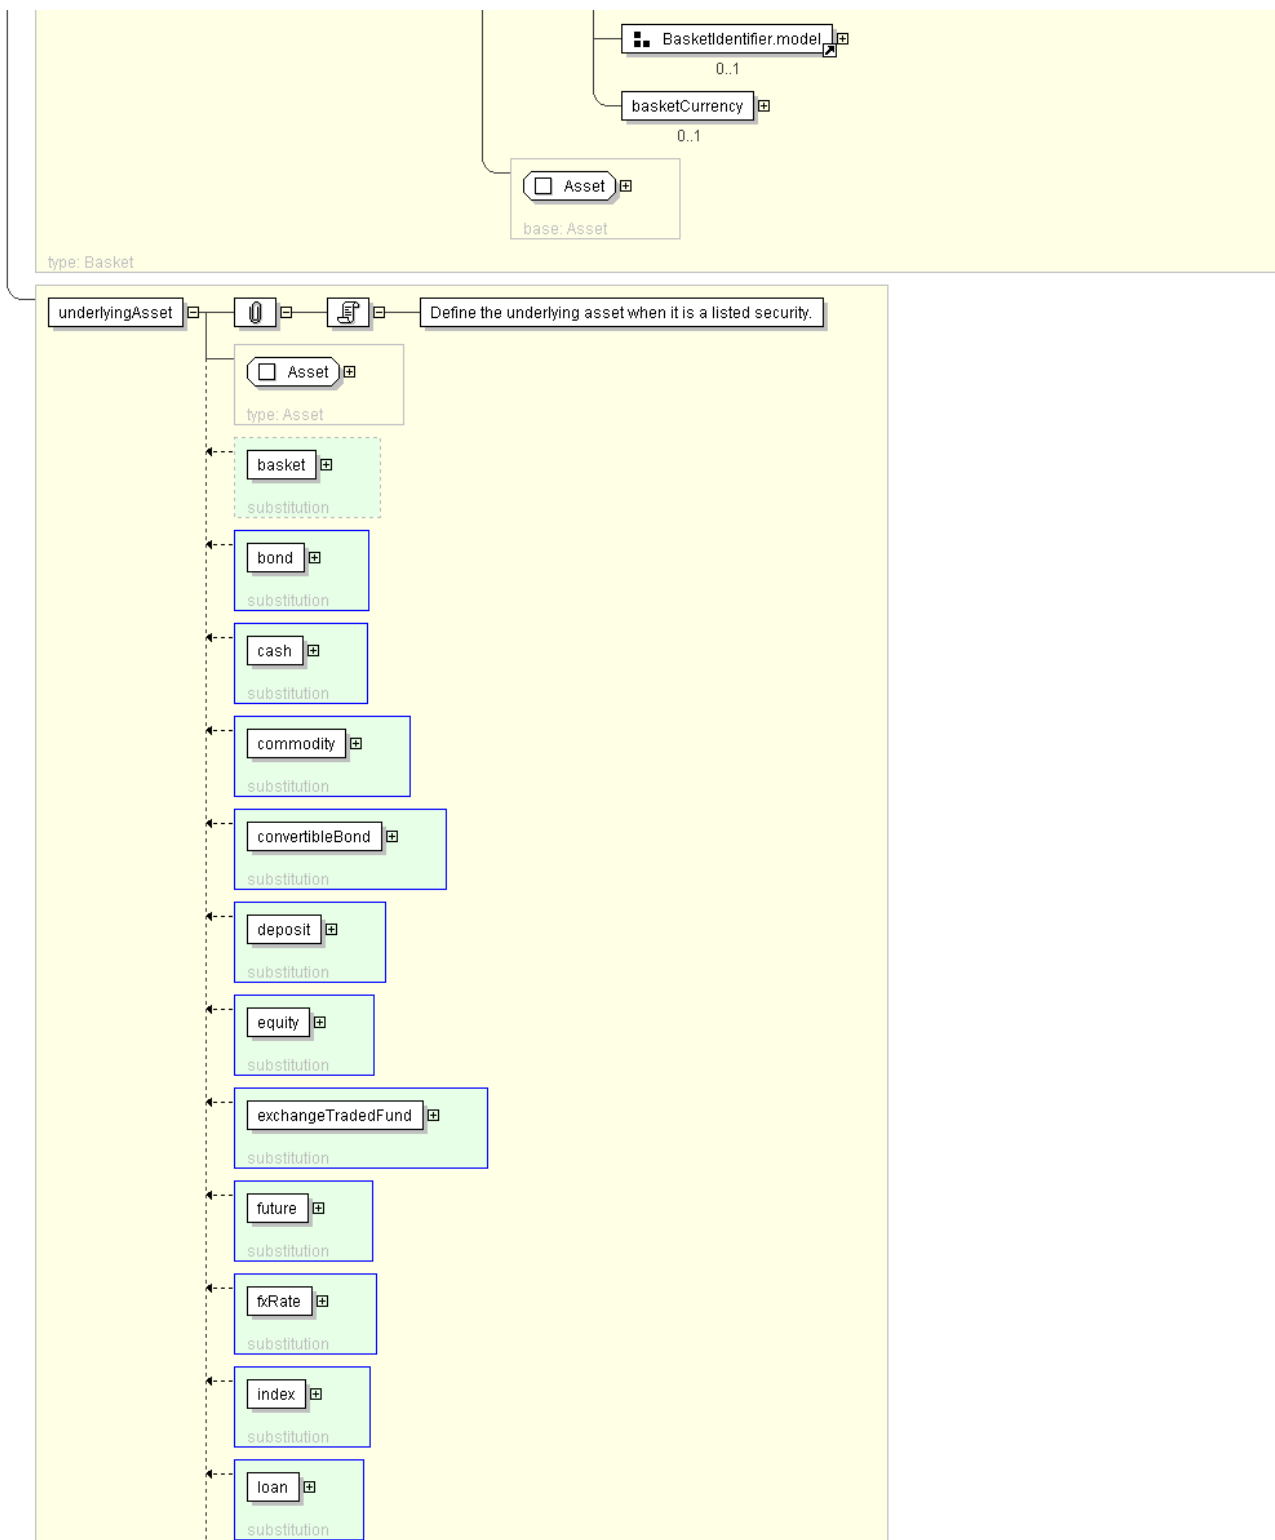 BasketIdentifier.model
0..1
basketCurrency
0..1
Asset
base: Asset
type: Basket
underlyingAsset
Define the underlying asset when it is a listed security.
Asset
type: Asset
basket
substitution
bond
substitution
cash
substitution
commodity
substitution
convertibleBond
substitution
deposit
substitution
equity
substitution
exchangeTradedFund
substitution
future
substitution
fxRate
substitution
index
substitution
loan
substitution